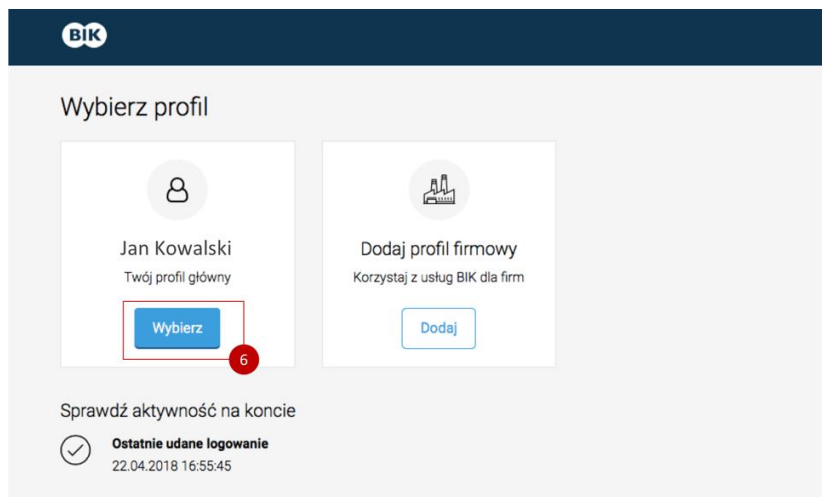 BIK
Wybierz profil
Jan Kowalski
Twój profil główny
Wybierz
6
Dodaj profil firmowy
Korzystaj z usług BIK dla firm
Dodaj
Sprawdź aktywność na koncie
Ostatnie udane logowanie
22.04.2018 16:55:45